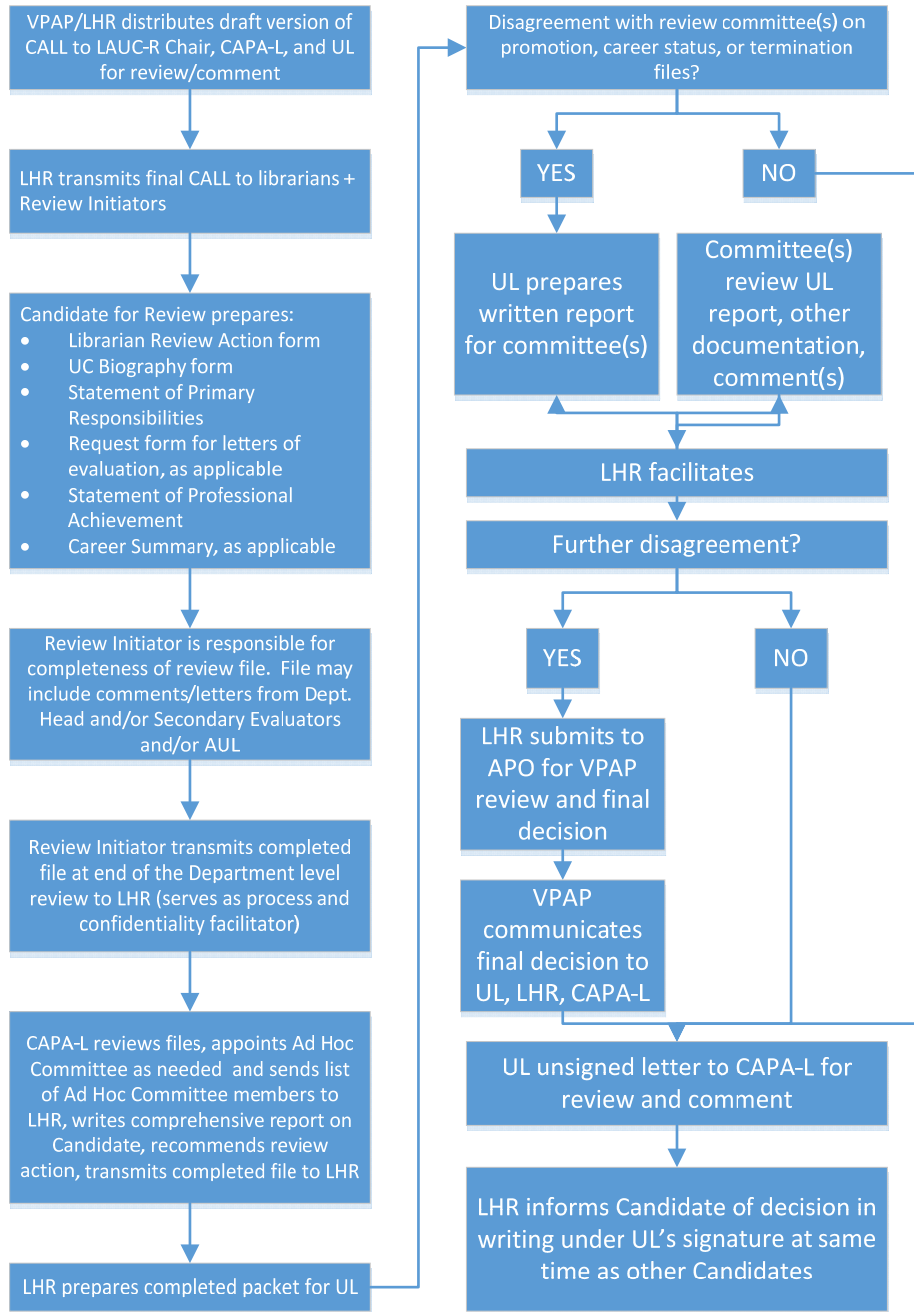 VPAP/LHR distributes draft version of
CALL to LAUC-R Chair, CAPA-L, and UL
for review/comment
LHR transmits final CALL to librarians +
Review Initiators
Candidate for Review prepares:
• Librarian Review Action form
• UC Biography form
• Statement of Primary
Responsibilities
• Request form for letters of
evaluation, as applicable
• Statement of Professional
Achievement
• Career Summary, as applicable
Review Initiator is responsible for
completeness of review file. File may
include comments/letters from Dept.
Head and/or Secondary Evaluators
and/or AUL
Review Initiator transmits completed
file at end of the Department level
review to LHR (serves as process and
confidentiality facilitator)
CAPA-L reviews files, appoints Ad Hoc
Committee as needed and sends list
of Ad Hoc Committee members to
LHR, writes comprehensive report on
Candidate, recommends review
action, transmits completed file to LHR
LHR prepares completed packet for UL
Disagreement with review committee(s) on
promotion, career status, or termination
files?
YES
NO
UL prepares
written report
for committee(s)
Committee(s)
review UL
report, other
documentation,
comment(s)
LHR facilitates
Further disagreement?
YES
NO
LHR submits to
APO for VPAP
review and final
decision
VPAP
communicates
final decision to
UL, LHR, CAPA-L
UL unsigned letter to CAPA-L for
review and comment
LHR informs Candidate of decision in
writing under UL's signature at same
time as other Candidates